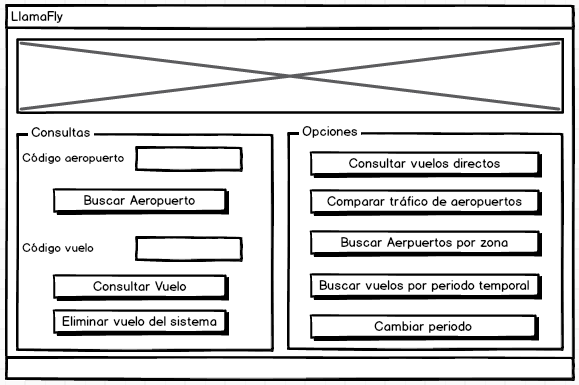 LlamaFly
Consultas
Código aeropuerto
Buscar Aeropuerto
Código vuelo
Consultar Vuelo
Eliminar vuelo del sistema
Opciones
Consultar vuelos directos
Comparar tráfico de aeropuertos
Buscar Aerpuertos por zona
Buscar vuelos por periodo temporal
Cambiar periodo